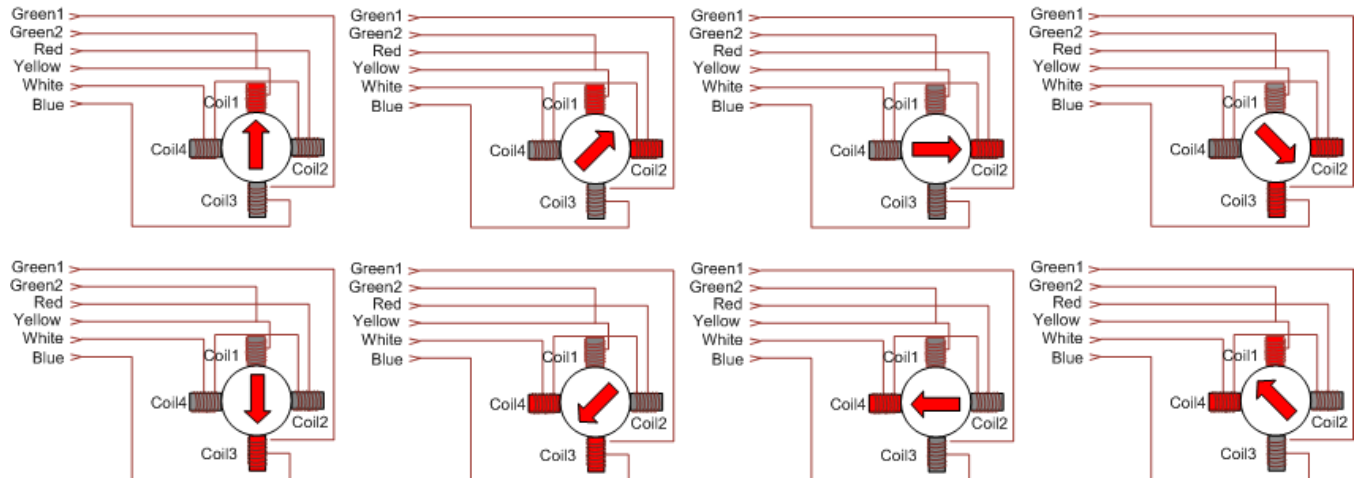 Green1
Green2
Red
Yellow
White
Blue
Coil1
Coil4
Coil2
Coil3
Green1
Green2
Red
Yellow
White
Blue
Coil1
Coil4
Coil2
Coil3
Green1
Green2
Red
Yellow
White
Blue
Coil1
Coil4
Coil2
Coil3
Green1
Green2
Red
Yellow
White
Blue
Coil1
Coil4
Coil2
Coil3
Green1
Green2
Red
Yellow
White
Blue
Coil1
Coil4
Coil2
Coil3
Green1
Green2
Red
Yellow
White
Blue
Coil1
Coil4
Coil2
Coil3
Green1
Green2
Red
Yellow
White
Blue
Coil1
Coil4
Coil2
Coil3
Green1
Green2
Red
Yellow
White
Blue
Coil1
Coil4
Coil2
Coil3